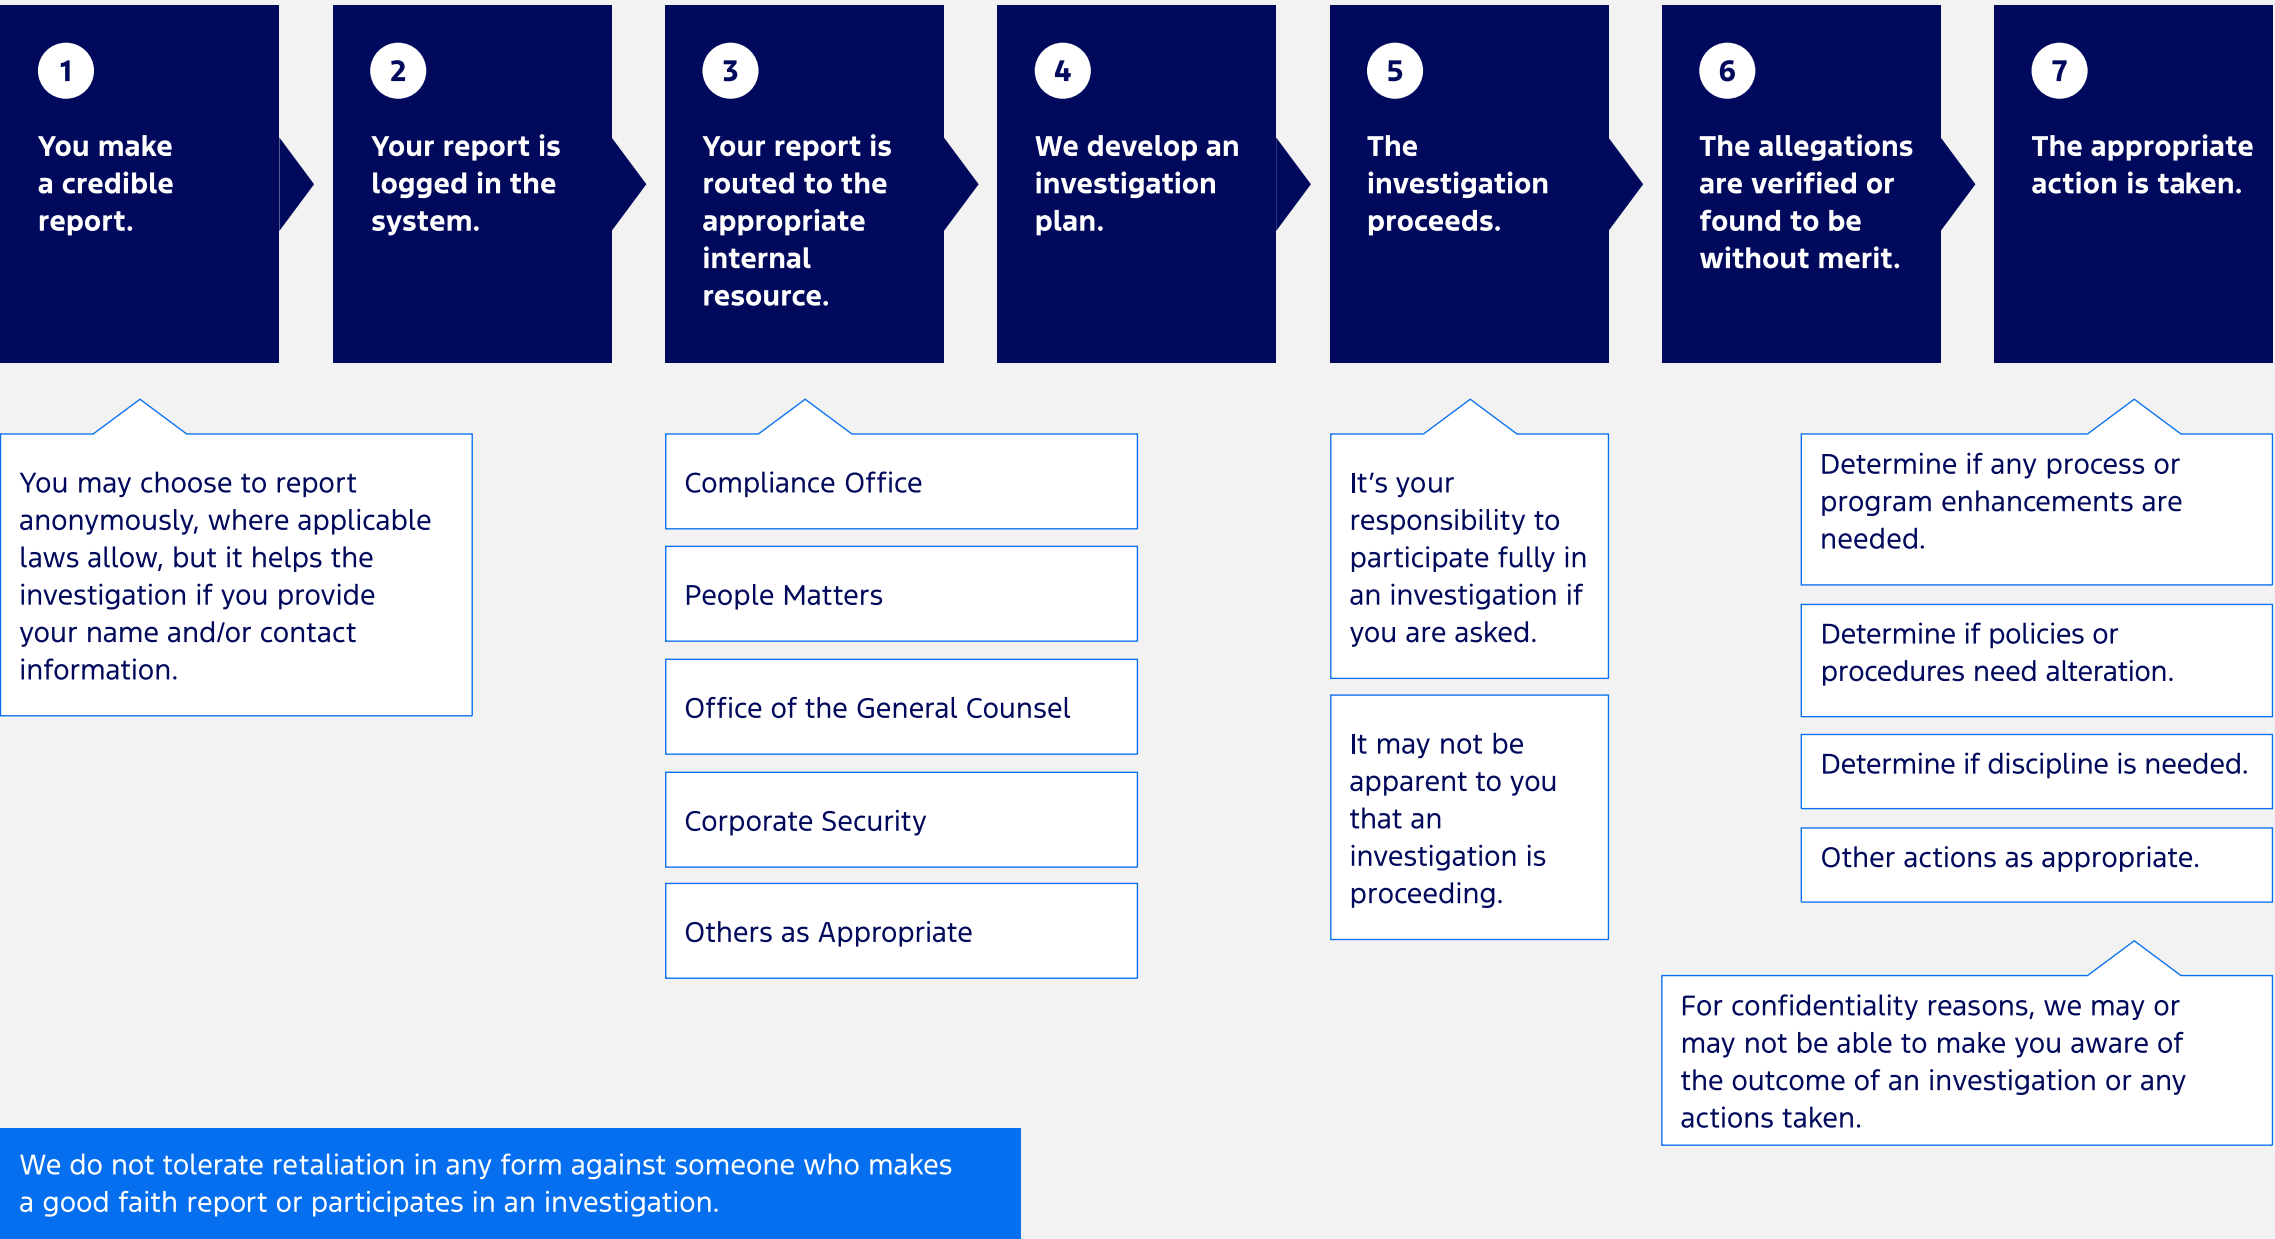 1
You make
a credible
report.
2
Your report is
logged in the
system.
3
Your report is
routed to the
appropriate
internal
resource.
4
We develop an
investigation
plan.
5
The
investigation
proceeds.
6
The allegations
are verified or
found to be
without merit.
7
The appropriate
action is taken.
You may choose to report
anonymously, where applicable
laws allow, but it helps the
investigation if you provide
your name and/or contact
information.
Compliance Office
People Matters
Office of the General Counsel
Corporate Security
Others as Appropriate
It’s your
responsibility to
participate fully in
an investigation if
you are asked.
It may not be
apparent to you
that an
investigation is
proceeding.
Determine if any process or
program enhancements are
needed.
Determine if policies or
procedures need alteration.
Determine if discipline is needed.
Other actions as appropriate.
For confidentiality reasons, we may or
may not be able to make you aware of
the outcome of an investigation or any
actions taken.
We do not tolerate retaliation in any form against someone who makes
a good faith report or participates in an investigation.